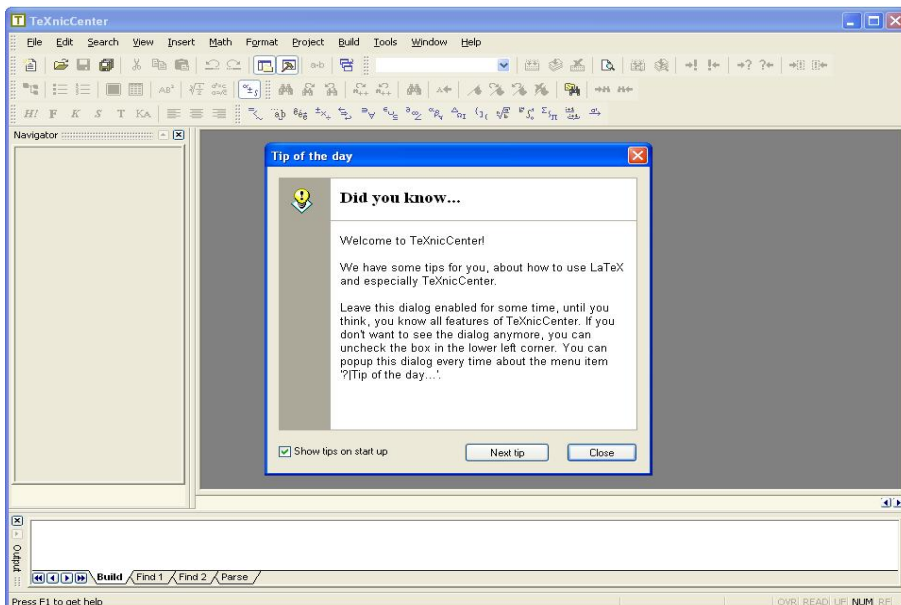 TeXnicCenter
File Edit Search View Insert Math Format Project Build Tools Window Help
H! F K S T KA
Navigator
Tip of the day
Did you know...
Welcome to TeXnicCenter!
We have some tips for you, about how to use LaTeX
and especially TeXnicCenter.
Leave this dialog enabled for some time, until you
think, you know all features of TeXnicCenter. If you
don't want to see the dialog anymore, you can
uncheck the box in the lower left corner. You can
popup this dialog every time about the menu item
'?|Tip of the day...'.
Show tips on start up Next tip Close
Output
Build Find 1 Find 2 Parse
Press F1 to get help OVR READ LF NUM RE